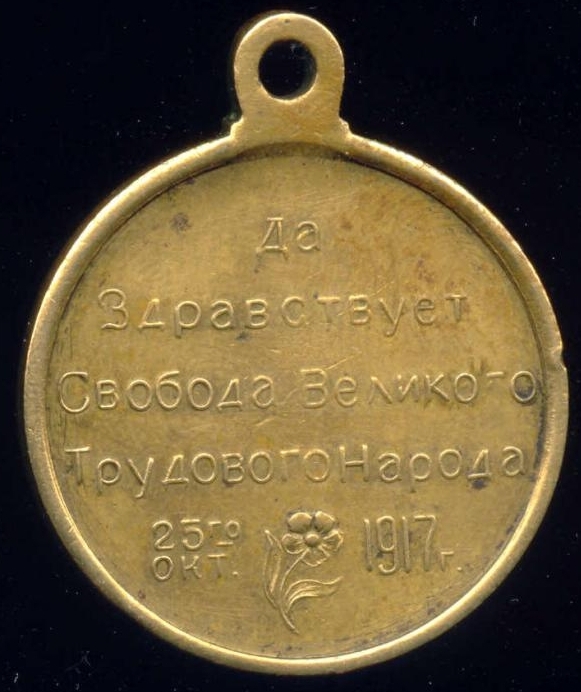 да
Здравствует
Свобода Великого
Трудового Народа
25го 1917г.
окт.